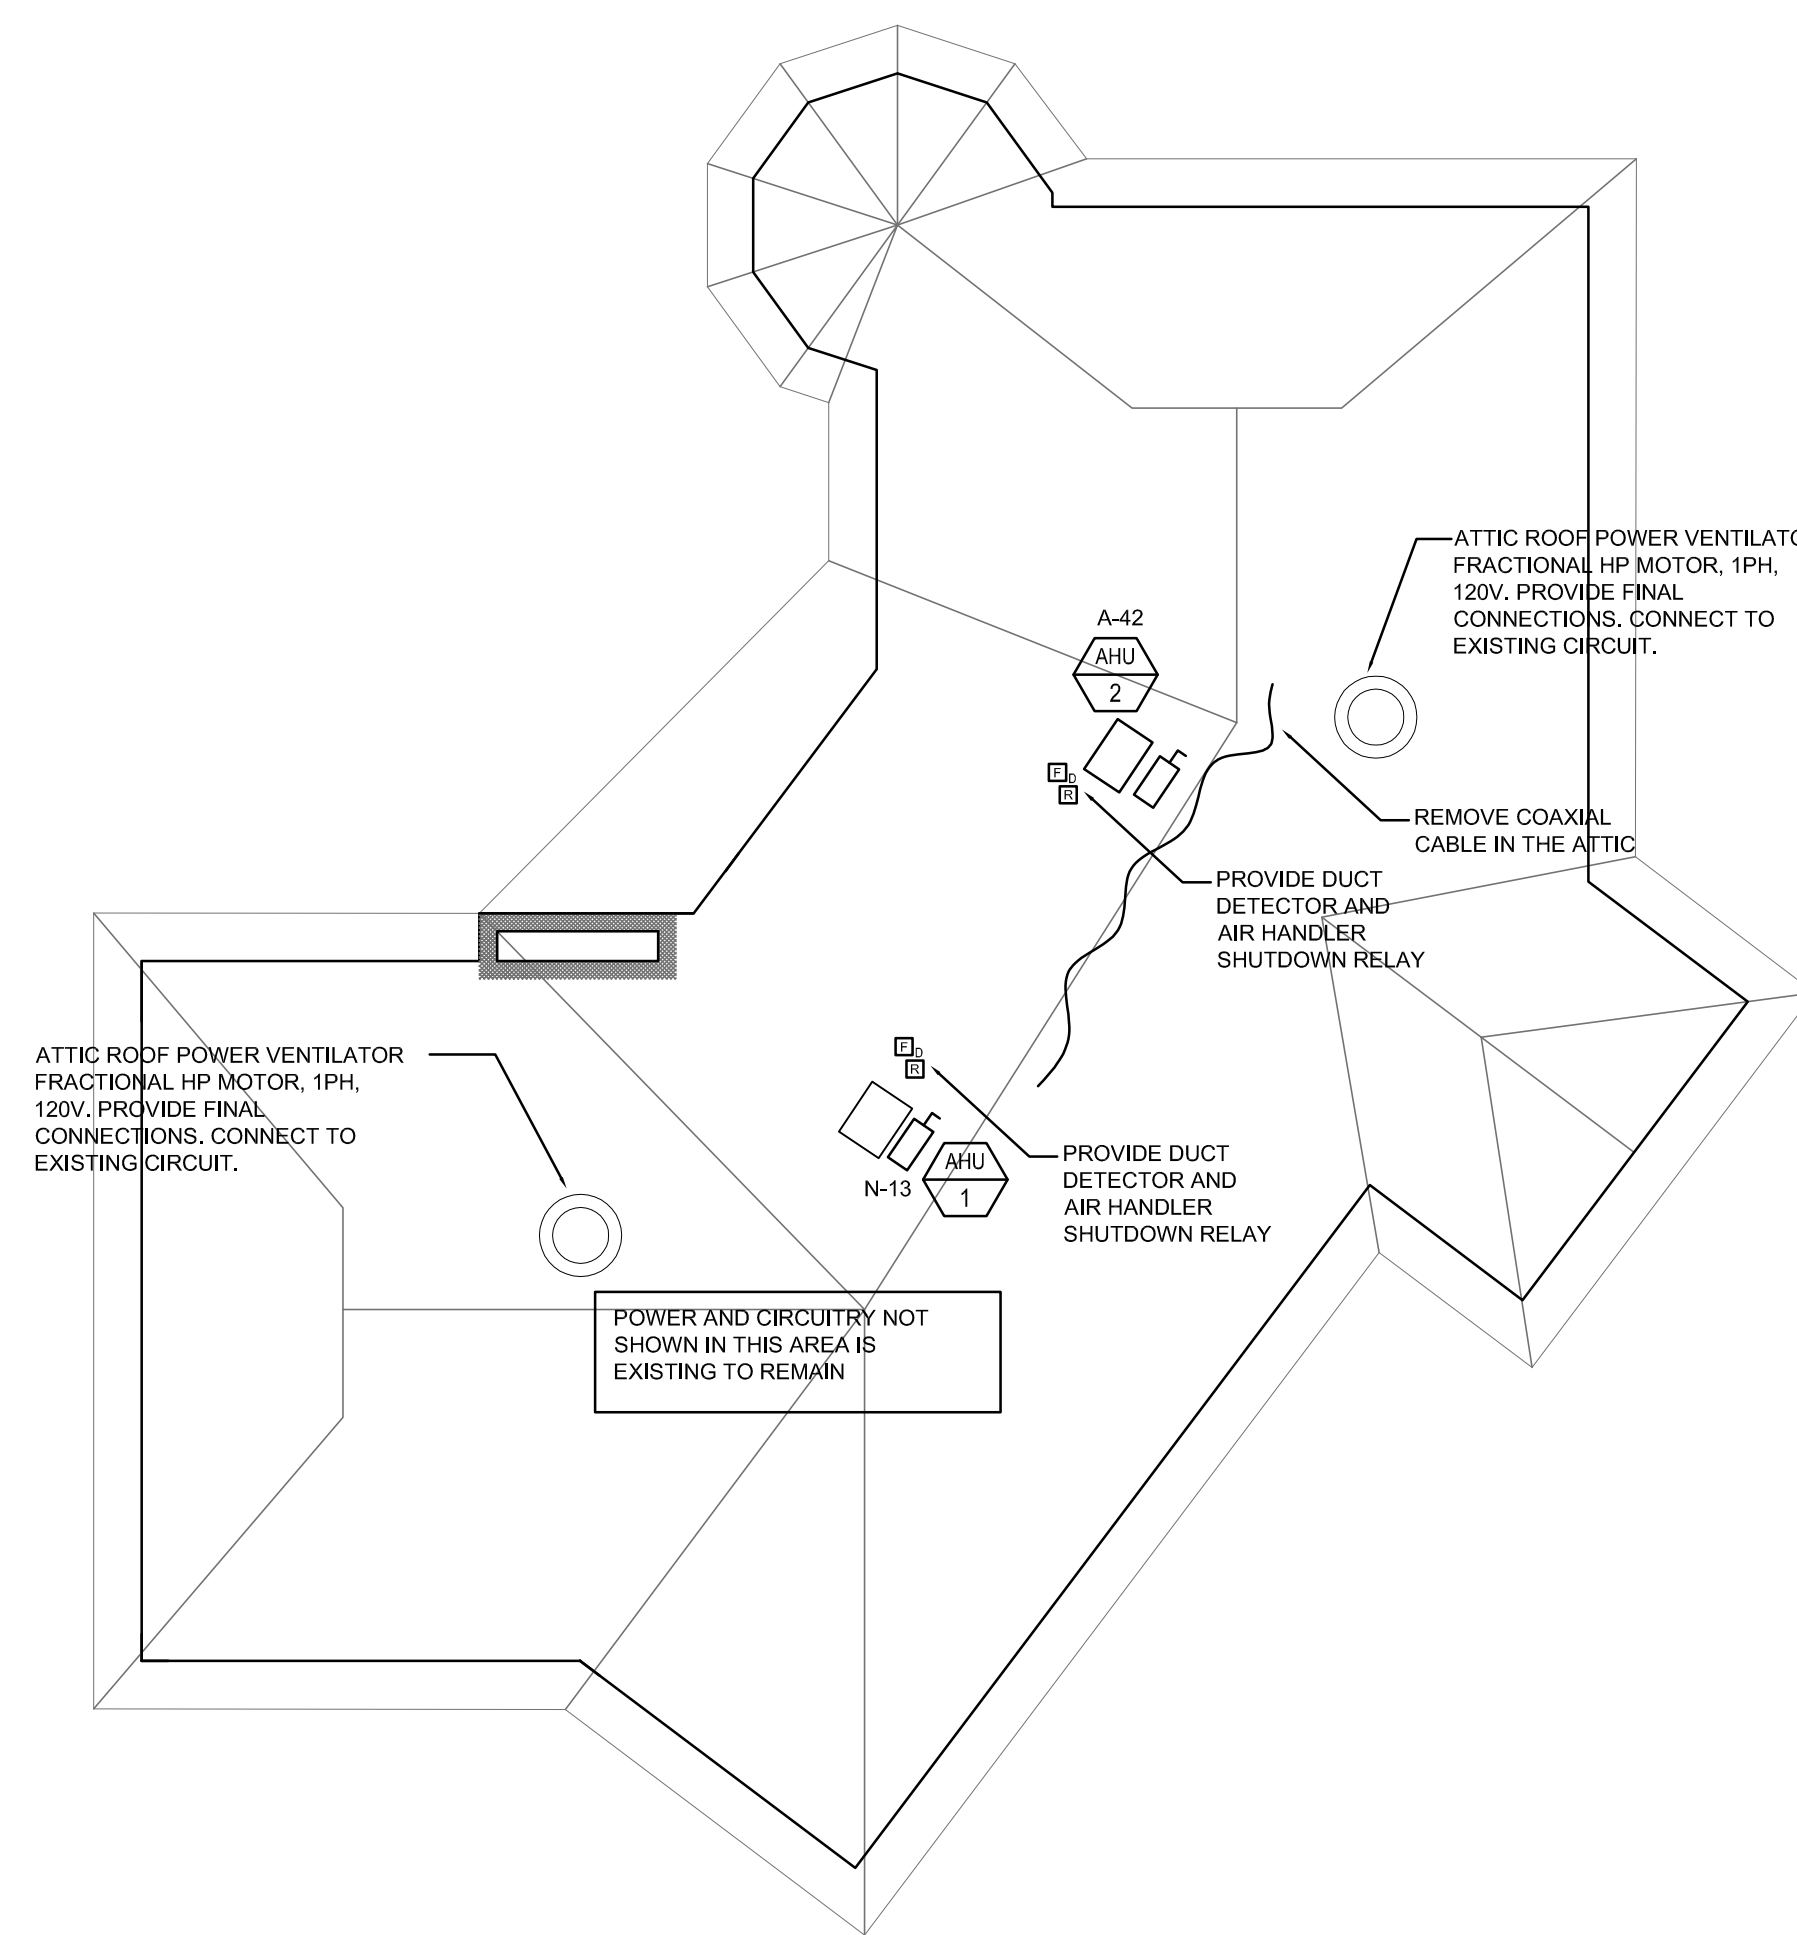 ATTIC ROOF POWER VENTILATO
FRACTIONAL HP MOTOR, 1PH,
120V. PROVIDE FINAL
CONNECTIONS. CONNECT TO
EXISTING CIRCUIT.
A-42
AHU
2
F D
R
REMOVE COAXIAL
CABLE IN THE ATTIC
PROVIDE DUCT
DETECTOR AND
AIR HANDLER
SHUTDOWN RELAY
ATTIC ROOF POWER VENTILATOR
FRACTIONAL HP MOTOR, 1PH,
120V. PROVIDE FINAL
CONNECTIONS. CONNECT TO
EXISTING CIRCUIT.
F D
R
AHU
1
N-13
PROVIDE DUCT
DETECTOR AND
AIR HANDLER
SHUTDOWN RELAY
POWER AND CIRCUITRY NOT
SHOWN IN THIS AREA IS
EXISTING TO REMAIN